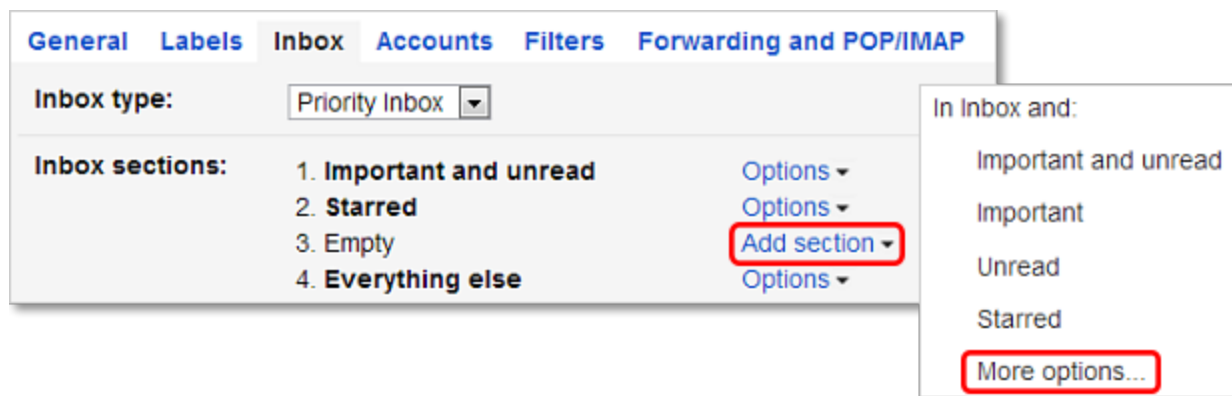 General Labels Inbox Accounts Filters Forwarding and POP/IMAP
Inbox type: Priority Inbox
Inbox sections: 1. Important and unread Options
2. Starred Options
3. Empty Add section
4. Everything else Options
In Inbox and:
Important and unread
Important
Unread
Starred
More options...